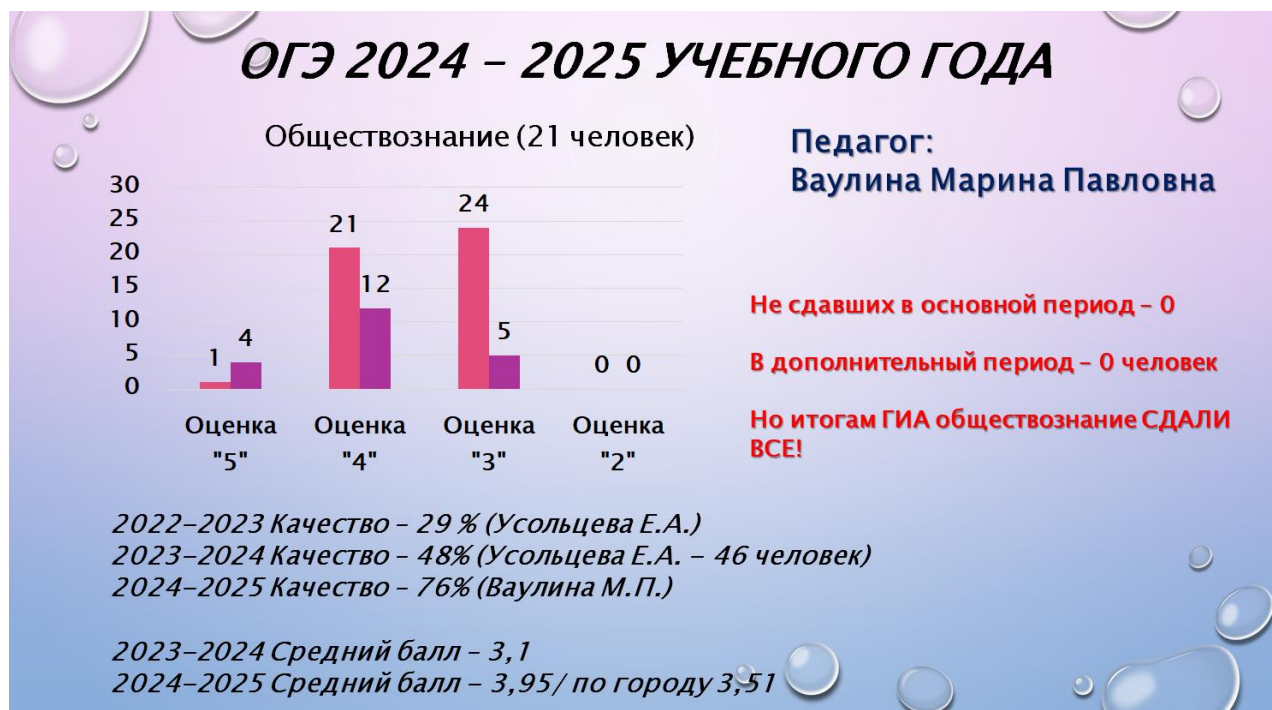 ОГЭ 2024 – 2025 УЧЕБНОГО ГОДА
Обществознание (21 человек)
30
25
20
15
10
5
0
1
4
21
12
24
5
0 0
Оценка "5"
Оценка "4"
Оценка "3"
Оценка "2"
Педагог:
Ваулина Марина Павловна
Не сдавших в основной период – 0
В дополнительный период – 0 человек
Но итогам ГИА обществознание СДАЛИ
ВСЕ!
2022–2023 Качество – 29 % (Усольцева Е.А.)
2023–2024 Качество – 48% (Усольцева Е.А. – 46 человек)
2024–2025 Качество – 76% (Ваулина М.П.)
2023–2024 Средний балл – 3,1
2024–2025 Средний балл – 3,95/ по городу 3,51